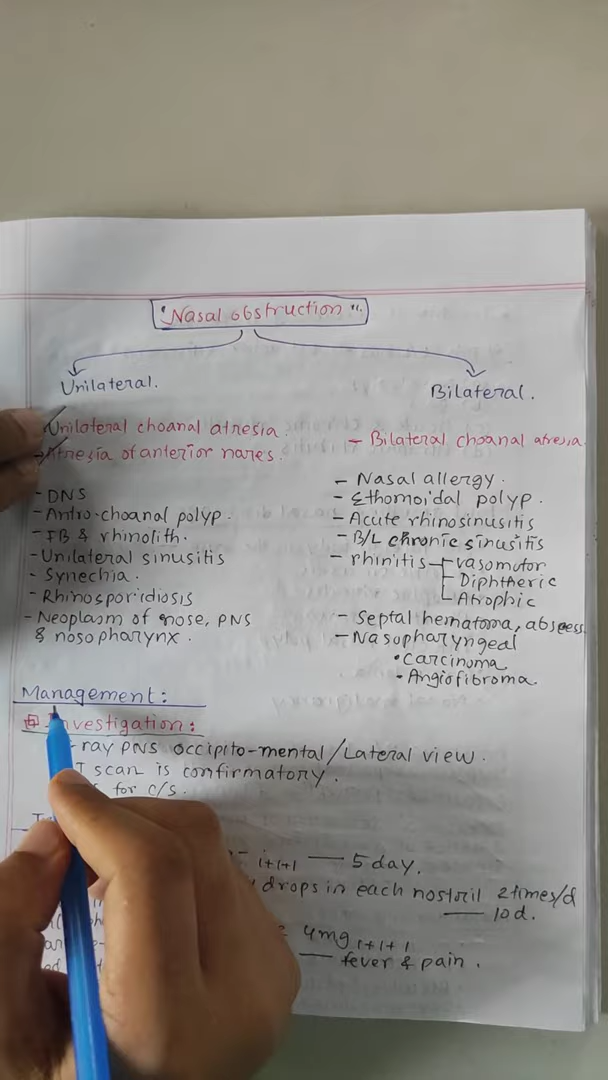 "Nasal obstruction"
Unilateral.
Unilateral choanal atresia.
- Atresia of anterior nares.
- DNS
- Antro-choanal polyp.
- FB & rhinolith.
- Unilateral sinusitis
- Synechia.
- Rhinosporidiosis
- Neoplasm of nose, PNS
& nosopharynx.
Bilateral.
- Bilateral choanal atresia.
- Nasal allergy.
- Ethomoidal polyp.
- Acute rhinosinusitis
- B/L chronic sinusitis
- rhinitis - vasomotor
- Diphtheric
- Atrophic
- Septal hematoma, abscess
- Nasopharyngeal
• Carcinoma
• Angiofibroma.
Management:
Investigation:
- ray PNS occipito-mental/Lateral view.
scan is confirmatory.
for c/s.
1+1+1 — 5 day.
drops in each nostril 2 times/d
— 10d.
4mg 1+1+1
— fever & pain.